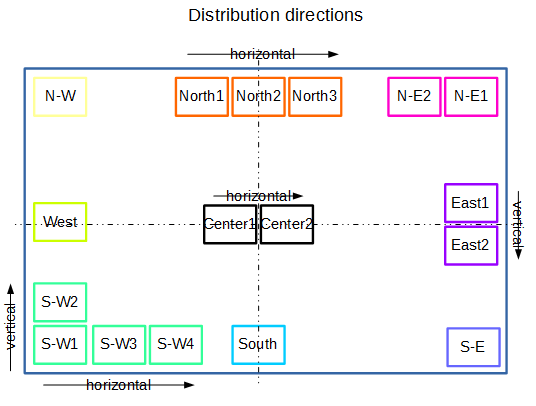 Distribution directions
horizontal
N-W
North1 North2 North3
N-E2 N-E1
horizontal
West
Center1 Center2
East1
East2
vertical
S-W2
S-W1 S-W3 S-W4
South
S-E
vertical
horizontal